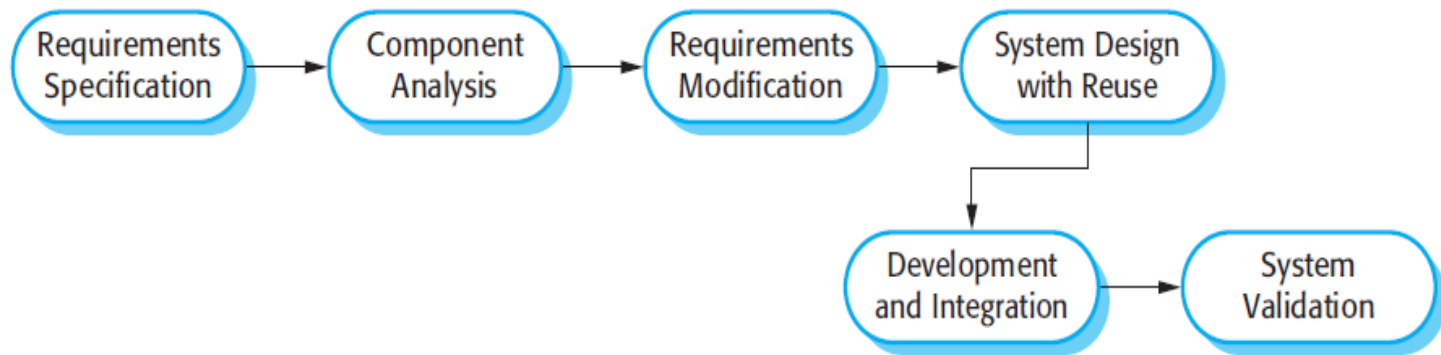 Requirements
Specification
Component
Analysis
Requirements
Modification
System Design
with Reuse
Development
and Integration
System
Validation